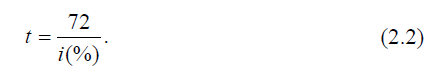 t = 72 / i(%) . (2.2)